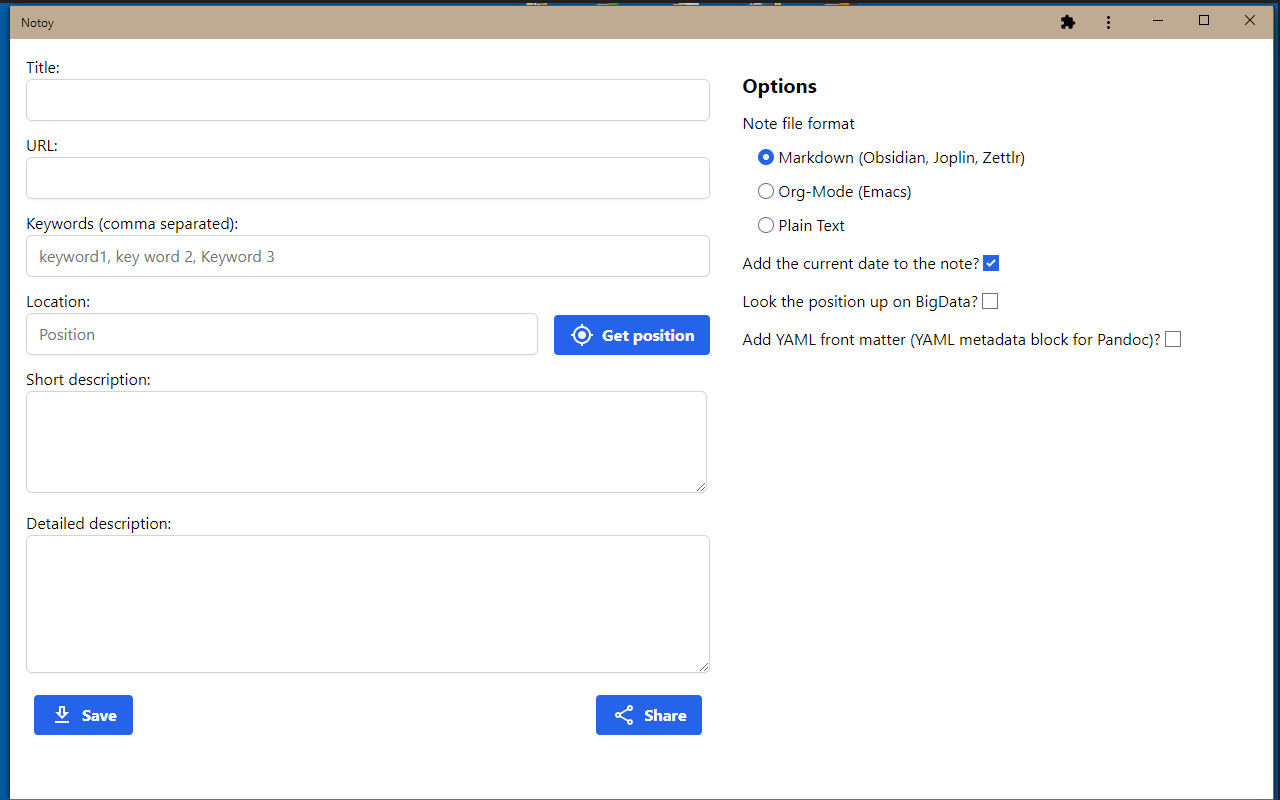 Notoy
Title:
URL:
Keywords (comma separated):
keyword1, key word 2, Keyword 3
Location:
Position
Get position
Short description:
Detailed description:
Save
Share
Options
Note file format
Markdown (Obsidian, Joplin, Zettlr)
Org-Mode (Emacs)
Plain Text
Add the current date to the note?
Look the position up on BigData?
Add YAML front matter (YAML metadata block for Pandoc)?